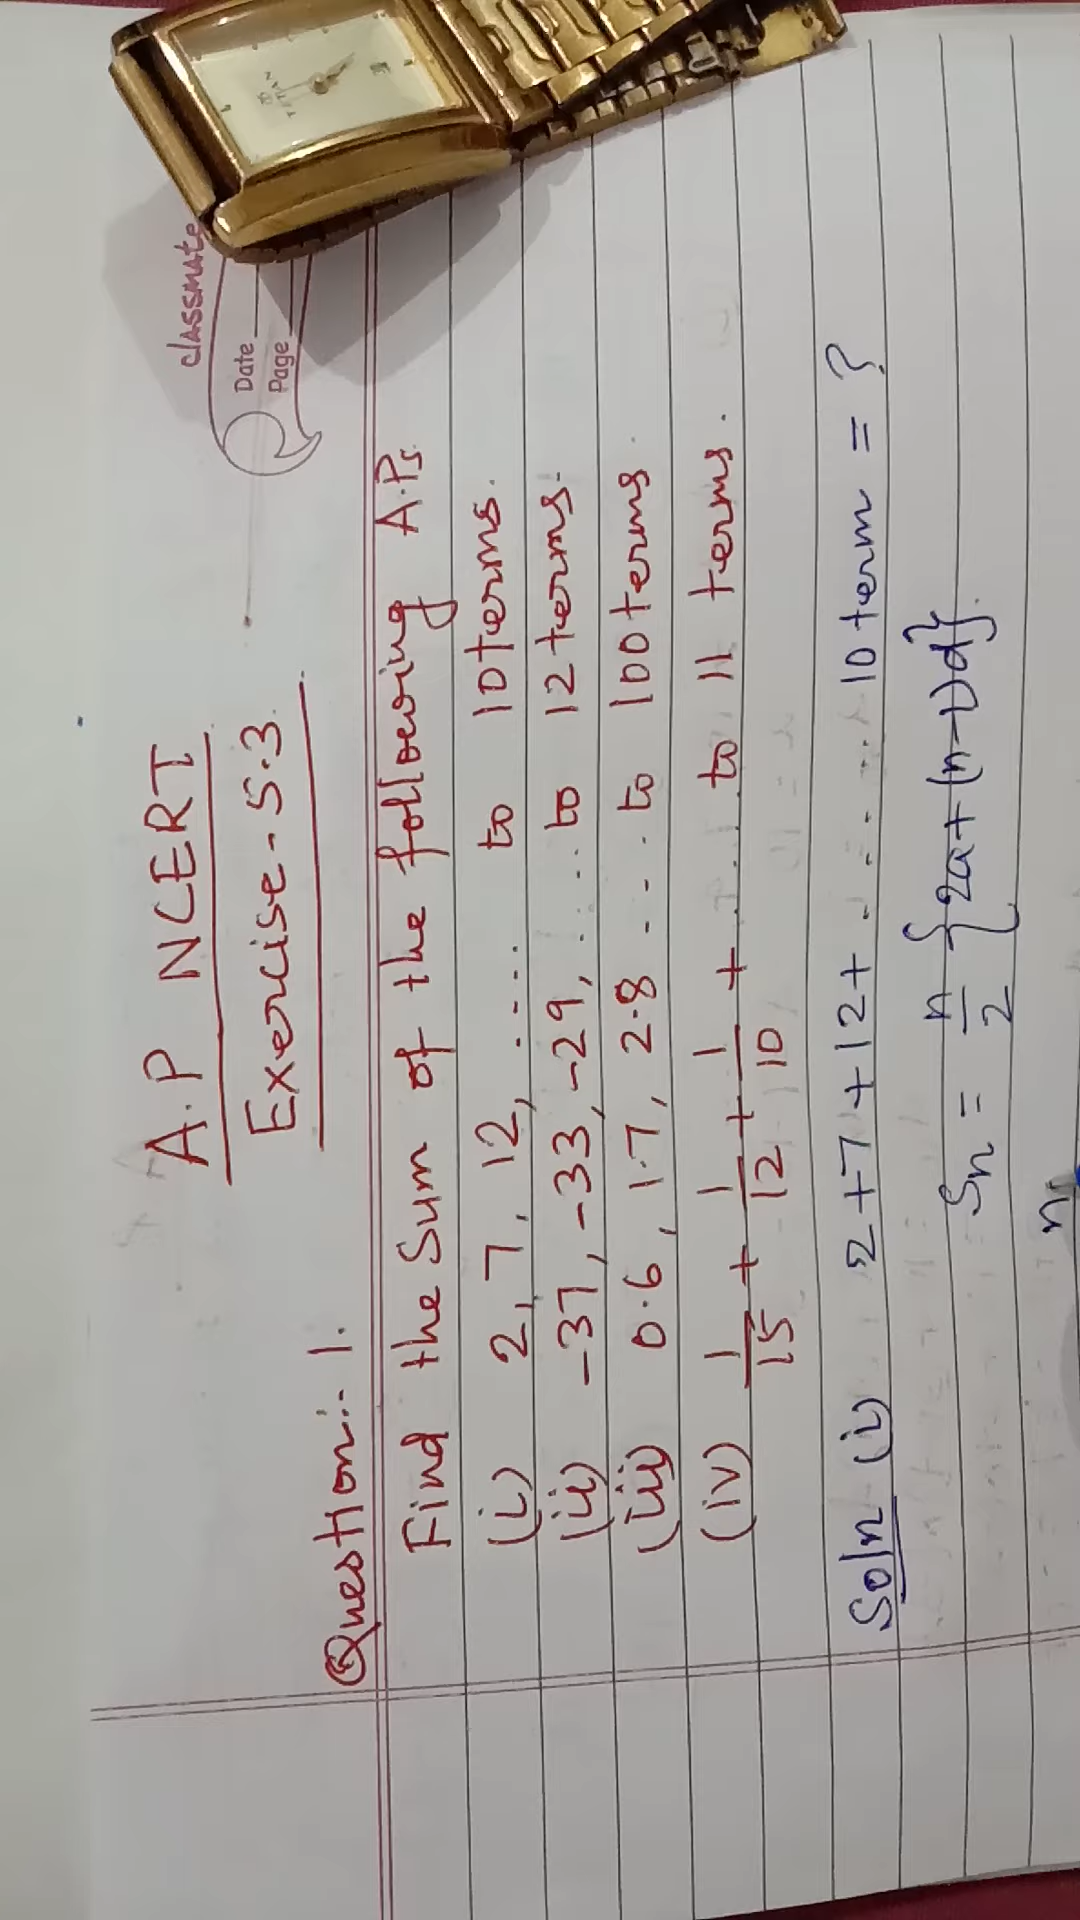 classmate
Date
Page
A.P NCERT
Exercise-5.3.
Question:- 1.
Find the Sum of the following A.Ps.
(i) 2, 7, 12, ..... to 10 terms.
(ii) -37, -33, -29, ..... to 12 terms.
(iii) 0.6, 1.7, 2.8 ..... to 100 terms.
(iv) 1/15 + 1/12 + 1/10 + ..... to 11 terms.
Soln (i) 2+7+12+ ...... 10 term = ?
Sn = n/2 {2a+(n-1)d}.
n